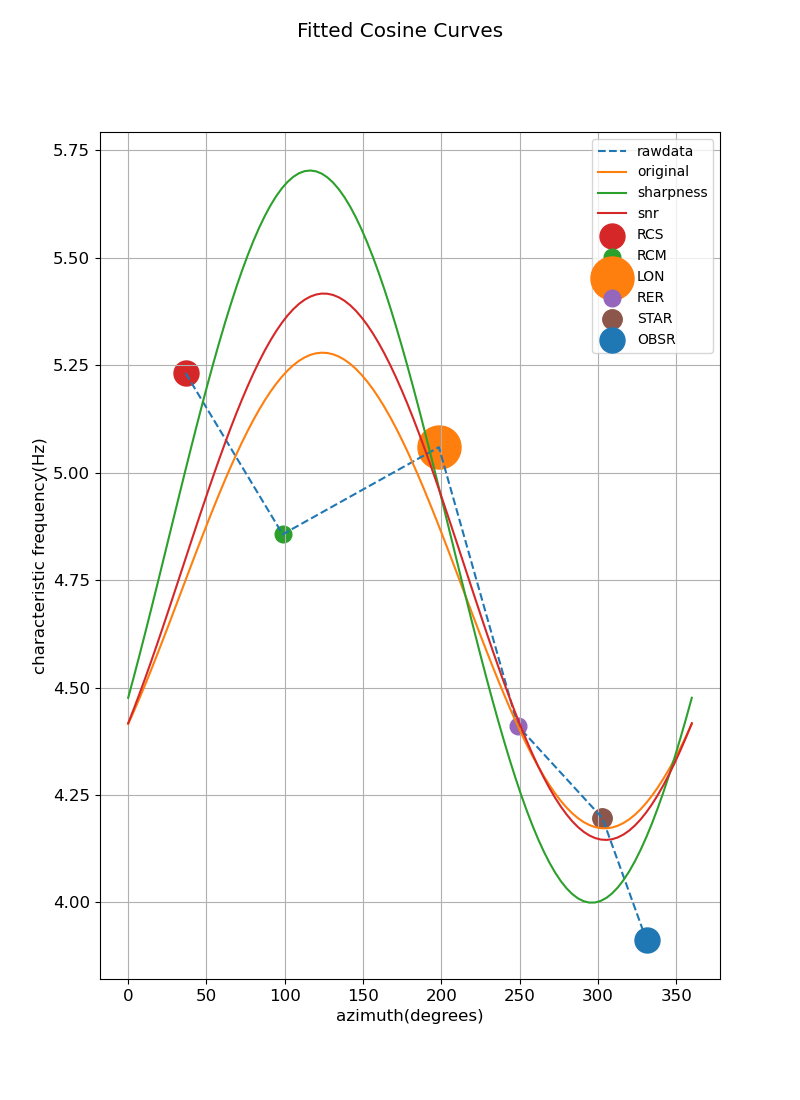 Fitted Cosine Curves
5.75
5.50
5.25
5.00
4.75
4.50
4.25
4.00
characteristic frequency(Hz)
rawdata
original
sharpness
snr
RCS
RCM
LON
RER
STAR
OBSR
0 50 100 150 200 250 300 350
azimuth(degrees)